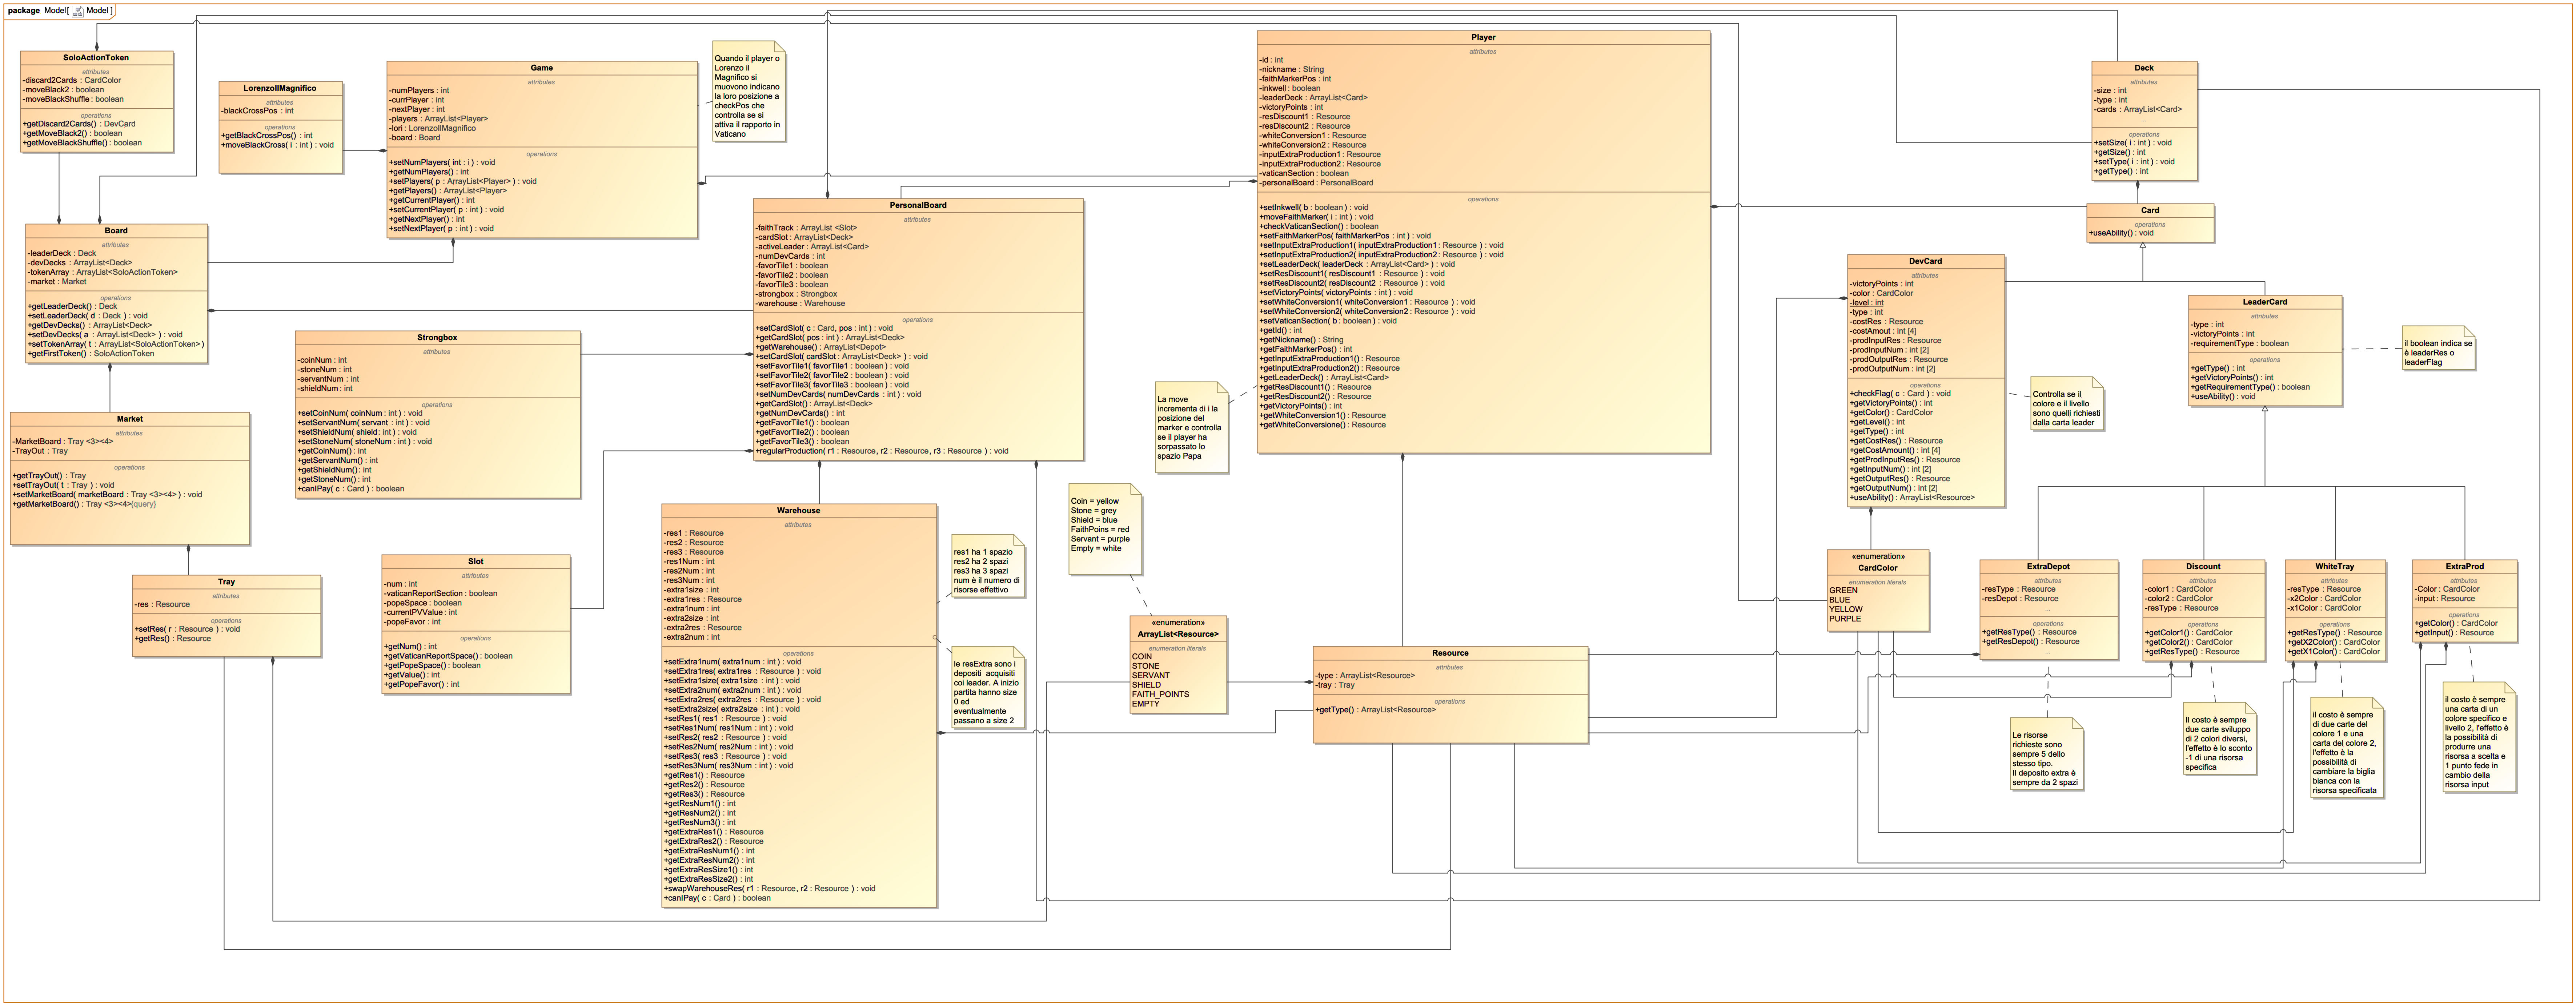 package Model[ Model ]
SoloActionToken
attributes
-discard2Cards : CardColor
-moveBlack2 : boolean
-moveBlackShuffle : boolean
operations
+getDiscard2Cards() : DevCard
+getMoveBlack2() : boolean
+getMoveBlackShuffle() : boolean
LorenzoIlMagnifico
attributes
-blackCrossPos : int
operations
+getBlackCrossPos() : int
+moveBlackCross( i : int ) : void
Game
attributes
-numPlayers : int
-currPlayer : int
-nextPlayer : int
-players : ArrayList<Player>
-lori : LorenzoIlMagnifico
-board : Board
operations
+setNumPlayers( int : i ) : void
+getNumPlayers() : int
+setPlayers( p : ArrayList<Player> ) : void
+getPlayers() : ArrayList<Player>
+getCurrentPlayer() : int
+setCurrentPlayer( p : int ) : void
+getNextPlayer() : int
+setNextPlayer( p : int ) : void
Quando il player o
Lorenzo il
Magnifico si
muovono indicano
la loro posizione a
checkPos che
controlla se si
attiva il rapporto in
Vaticano
Board
attributes
-leaderDeck : Deck
-devDecks : ArrayList<Deck>
-tokenArray : ArrayList<SoloActionToken>
-market : Market
operations
+getLeaderDeck() : Deck
+setLeaderDeck( d : Deck ) : void
+getDevDecks() : ArrayList<Deck>
+setDevDecks( a : ArrayList<Deck> ) : void
+setTokenArray( t : ArrayList<SoloActionToken> )
+getFirstToken() : SoloActionToken
Market
attributes
-MarketBoard : Tray <3><4>
-TrayOut : Tray
operations
+getTrayOut() : Tray
+setTrayOut( t : Tray ) : void
+setMarketBoard( marketBoard : Tray <3><4> ) : void
+getMarketBoard() : Tray <3><4>{query}
Tray
attributes
-res : Resource
operations
+setRes( r : Resource ) : void
+getRes() : Resource
Strongbox
attributes
-coinNum : int
-stoneNum : int
-servantNum : int
-shieldNum : int
operations
+setCoinNum( coinNum : int ) : void
+setServantNum( servant : int ) : void
+setShieldNum( shield : int ) : void
+setStoneNum( stoneNum : int ) : void
+getCoinNum() : int
+getServantNum() : int
+getShieldNum() : int
+getStoneNum() : int
+canIPay( c : Card ) : boolean
Slot
attributes
-num : int
-vaticanReportSection : boolean
-popeSpace : boolean
-currentPVValue : int
-popeFavor : int
operations
+getNum() : int
+getVaticanReportSpace() : boolean
+getPopeSpace() : boolean
+getValue() : int
+getPopeFavor() : int
PersonalBoard
attributes
-faithTrack : ArrayList <Slot>
-cardSlot : ArrayList<Deck>
-activeLeader : ArrayList<Card>
-numDevCards : int
-favorTile1 : boolean
-favorTile2 : boolean
-favorTile3 : boolean
-strongbox : Strongbox
-warehouse : Warehouse
operations
+setCardSlot( c : Card, pos : int ) : void
+getCardSlot( pos : int ) : ArrayList<Deck>
+getWarehouse() : ArrayList<Depot>
+setCardSlot( cardSlot : ArrayList<Deck> ) : void
+setFavorTile1( favorTile1 : boolean ) : void
+setFavorTile2( favorTile2 : boolean ) : void
+setFavorTile3( favorTile3 : boolean ) : void
+setNumDevCards( numDevCards : int ) : void
+getCardSlot() : ArrayList<Deck>
+getNumDevCards() : int
+getFavorTile1() : boolean
+getFavorTile2() : boolean
+getFavorTile3() : boolean
+regularProduction( r1 : Resource, r2 : Resource, r3 : Resource ) : void
Warehouse
attributes
-res1 : Resource
-res2 : Resource
-res3 : Resource
-res1Num : int
-res2Num : int
-res3Num : int
-extra1size : int
-extra1res : Resource
-extra1num : int
-extra2size : int
-extra2res : Resource
-extra2num : int
operations
+setExtra1num( extra1num : int ) : void
+setExtra1res( extra1res : Resource ) : void
+setExtra1size( extra1size : int ) : void
+setExtra2num( extra2num : int ) : void
+setExtra2res( extra2res : Resource ) : void
+setExtra2size( extra2size : int ) : void
+setRes1( res1 : Resource ) : void
+setRes1Num( res1Num : int ) : void
+setRes2( res2 : Resource ) : void
+setRes2Num( res2Num : int ) : void
+setRes3( res3 : Resource ) : void
+setRes3Num( res3Num : int ) : void
+getRes1() : Resource
+getRes2() : Resource
+getRes3() : Resource
+getResNum1() : int
+getResNum2() : int
+getResNum3() : int
+getExtraRes1() : Resource
+getExtraRes2() : Resource
+getExtraResNum1() : int
+getExtraResNum2() : int
+getExtraResSize1() : int
+getExtraResSize2() : int
+swapWarehouseRes( r1 : Resource, r2 : Resource ) : void
+canIPay( c : Card ) : boolean
res1 ha 1 spazio
res2 ha 2 spazi
res3 ha 3 spazi
num è il numero di
risorse effettivo
le resExtra sono i
depositi acquisiti
coi leader. A inizio
partita hanno size
0 ed
eventualmente
passano a size 2
Player
attributes
-id : int
-nickname : String
-faithMarkerPos : int
-inkwell : boolean
-leaderDeck : ArrayList<Card>
-victoryPoints : int
-resDiscount1 : Resource
-resDiscount2 : Resource
-whiteConversion1 : Resource
-whiteConversion2 : Resource
-inputExtraProduction1 : Resource
-inputExtraProduction2 : Resource
-vaticanSection : boolean
-personalBoard : PersonalBoard
operations
+setInkwell( b : boolean ) : void
+moveFaithMarker( i : int ) : void
+checkVaticanSection() : boolean
+setFaithMarkerPos( faithMarkerPos : int ) : void
+setInputExtraProduction1( inputExtraProduction1 : Resource ) : void
+setInputExtraProduction2( inputExtraProduction2 : Resource ) : void
+setLeaderDeck( leaderDeck : ArrayList<Card> ) : void
+setResDiscount1( resDiscount1 : Resource ) : void
+setResDiscount2( resDiscount2 : Resource ) : void
+setVictoryPoints( victoryPoints : int ) : void
+setWhiteConversion1( whiteConversion1 : Resource ) : void
+setWhiteConversion2( whiteConversion2 : Resource ) : void
+setVaticanSection( b : boolean ) : void
+getId() : int
+getNickname() : String
+getFaithMarkerPos() : int
+getInputExtraProduction1() : Resource
+getInputExtraProduction2() : Resource
+getLeaderDeck() : ArrayList<Card>
+getResDiscount1() : Resource
+getResDiscount2() : Resource
+getVictoryPoints() : int
+getWhiteConversion1() : Resource
+getWhiteConversione() : Resource
La move
incrementa di i la
posizione del
marker e controlla
se il player ha
sorpassato lo
spazio Papa
Coin = yellow
Stone = grey
Shield = blue
FaithPoins = red
Servant = purple
Empty = white
«enumeration»
ArrayList<Resource>
enumeration literals
COIN
STONE
SERVANT
SHIELD
FAITH_POINTS
EMPTY
Resource
attributes
-type : ArrayList<Resource>
-tray : Tray
operations
+getType() : ArrayList<Resource>
Deck
attributes
-size : int
-type : int
-cards : ArrayList<Card>
...
operations
+setSize( i : int ) : void
+getSize() : int
+setType( i : int ) : void
+getType() : int
Card
+useAbility() : void
DevCard
attributes
-victoryPoints : int
-color : CardColor
-level : int
-type : int
-costRes : Resource
-costAmout : int [4]
-prodInputRes : Resource
-prodInputNum : int [2]
-prodOutputRes : Resource
-prodOutputNum : int [2]
operations
+checkFlag( c : Card ) : void
+getVictoryPoints() : int
+getColor() : CardColor
+getLevel() : int
+getType() : int
+getCostRes() : Resource
+getCostAmount() : int [4]
+getProdInputRes() : Resource
+getInputNum() : int [2]
+getOutputRes() : Resource
+getOutputNum() : int [2]
+useAbility() : ArrayList<Resource>
Controlla se il
colore e il livello
sono quelli richiesti
dalla carta leader
LeaderCard
attributes
-type : int
-victoryPoints : int
-requirementType : boolean
operations
+getType() : int
+getVictoryPoints() : int
+getRequirementType() : boolean
+useAbility() : void
il boolean indica se
è leaderRes o
leaderFlag
«enumeration»
CardColor
enumeration literals
GREEN
BLUE
YELLOW
PURPLE
ExtraDepot
attributes
-resType : Resource
-resDepot : Resource
...
operations
+getResType() : Resource
+getResDepot() : Resource
...
Discount
attributes
-color1 : CardColor
-color2 : CardColor
-resType : Resource
operations
+getColor1() : CardColor
+getColor2() : CardColor
+getResType() : Resource
WhiteTray
attributes
-resType : Resource
-x2Color : CardColor
-x1Color : CardColor
operations
+getResType() : Resource
+getX2Color() : CardColor
+getX1Color() : CardColor
ExtraProd
attributes
-Color : CardColor
-input : Resource
operations
+getColor() : CardColor
+getInput() : Resource
Le risorse
richieste sono
sempre 5 dello
stesso tipo.
Il deposito extra è
sempre da 2 spazi
Il costo è sempre
due carte sviluppo
di 2 colori diversi,
l'effetto è lo sconto
-1 di una risorsa
specifica
il costo è sempre
di due carte del
colore 1 e una
carta del colore 2,
l'effetto è la
possibilità di
cambiare la biglia
bianca con la
risorsa specificata
il costo è sempre
una carta di un
colore specifico e
livello 2, l'effetto è
la possibilità di
produrre una
risorsa a scelta e
1 punto fede in
cambio della
risorsa input